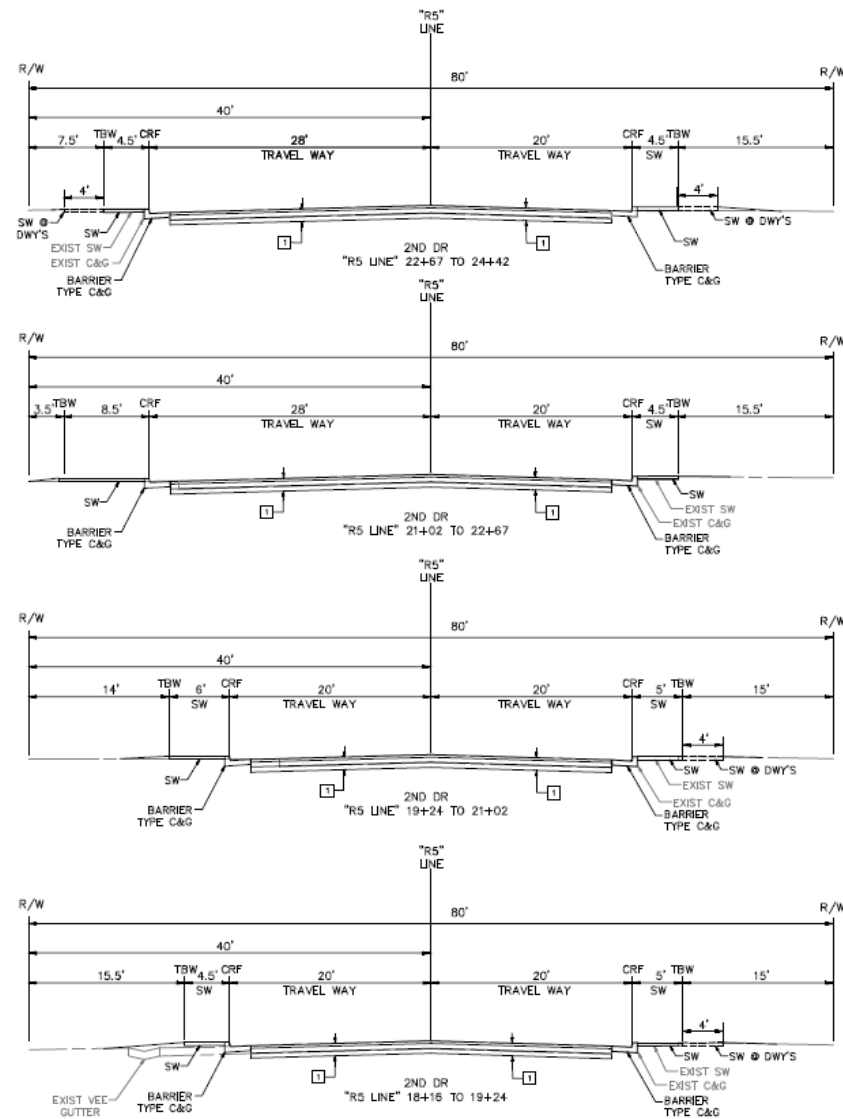 "R5"
LINE
R/W
R/W
80'
40'
7.5' TBW 4.5' CRF 28' 20' CRF 4.5' TBW 15.5'
TRAVEL WAY TRAVEL WAY SW
4' 4'
SW @
DWY'S
SW
EXIST SW
EXIST C&G
BARRIER
TYPE C&G
1 1
SW @ DWY'S
SW
BARRIER
TYPE C&G
2ND DR
"R5 LINE" 22+67 TO 24+42
"R5"
LINE
R/W
R/W
80'
40'
3.5' TBW 8.5' CRF 28' 20' CRF 4.5' TBW 15.5'
TRAVEL WAY TRAVEL WAY SW
SW
BARRIER
TYPE C&G
1 1
SW
EXIST SW
EXIST C&G
BARRIER
TYPE C&G
2ND DR
"R5 LINE" 21+02 TO 22+67
"R5"
LINE
R/W
R/W
80'
40'
14' TBW 6' CRF 20' 20' CRF 5' TBW 15'
SW TRAVEL WAY TRAVEL WAY SW
4'
SW
BARRIER
TYPE C&G
1 1
SW SW @ DWY'S
EXIST SW
EXIST C&G
BARRIER
TYPE C&G
2ND DR
"R5 LINE" 19+24 TO 21+02
"R5"
LINE
R/W
R/W
80'
40'
15.5' TBW 4.5' CRF 20' 20' CRF 5' TBW 15'
SW TRAVEL WAY TRAVEL WAY SW
4'
SW
EXIST VEE
GUTTER
BARRIER
TYPE C&G
1 1
SW SW @ DWY'S
EXIST SW
EXIST C&G
BARRIER
TYPE C&G
2ND DR
"R5 LINE" 18+16 TO 19+24